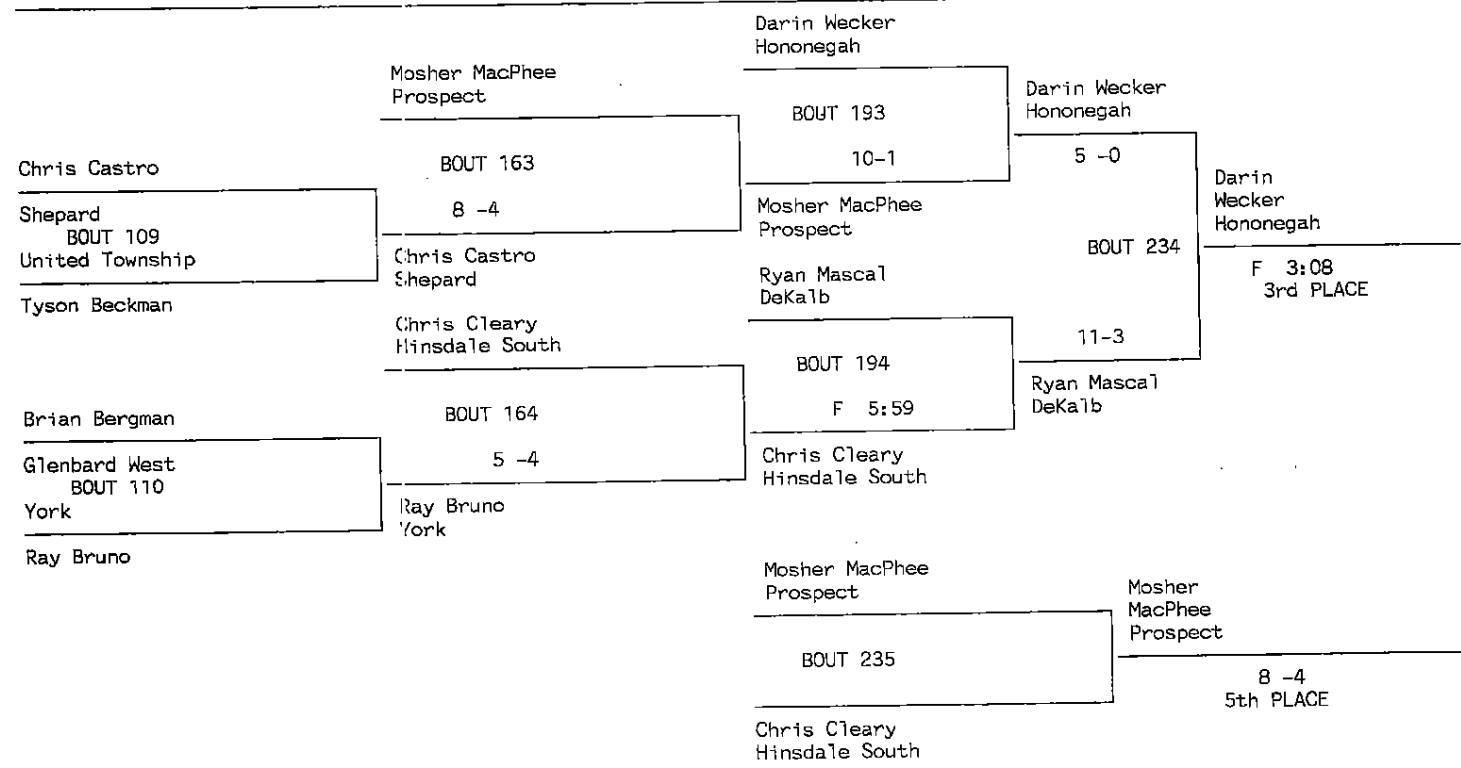 Chris Castro
Shepard
BOUT 109
United Township
Tyson Beckman
Brian Bergman
Glenbard West
BOUT 110
York
Ray Bruno
Mosher MacPhee
Prospect
BOUT 163
8 -4
Chris Castro
Shepard
Chris Cleary
Hinsdale South
BOUT 164
5 -4
Ray Bruno
York
Darin Wecker
Hononegah
BOUT 193
10-1
Mosher MacPhee
Prospect
Ryan Mascal
DeKalb
BOUT 194
F 5:59
Chris Cleary
Hinsdale South
Darin Wecker
Hononegah
5 -0
BOUT 234
11-3
Ryan Mascal
DeKalb
Darin
Wecker
Hononegah
F 3:08
3rd PLACE
Mosher MacPhee
Prospect
BOUT 235
Chris Cleary
Hinsdale South
Mosher
MacPhee
Prospect
8 -4
5th PLACE